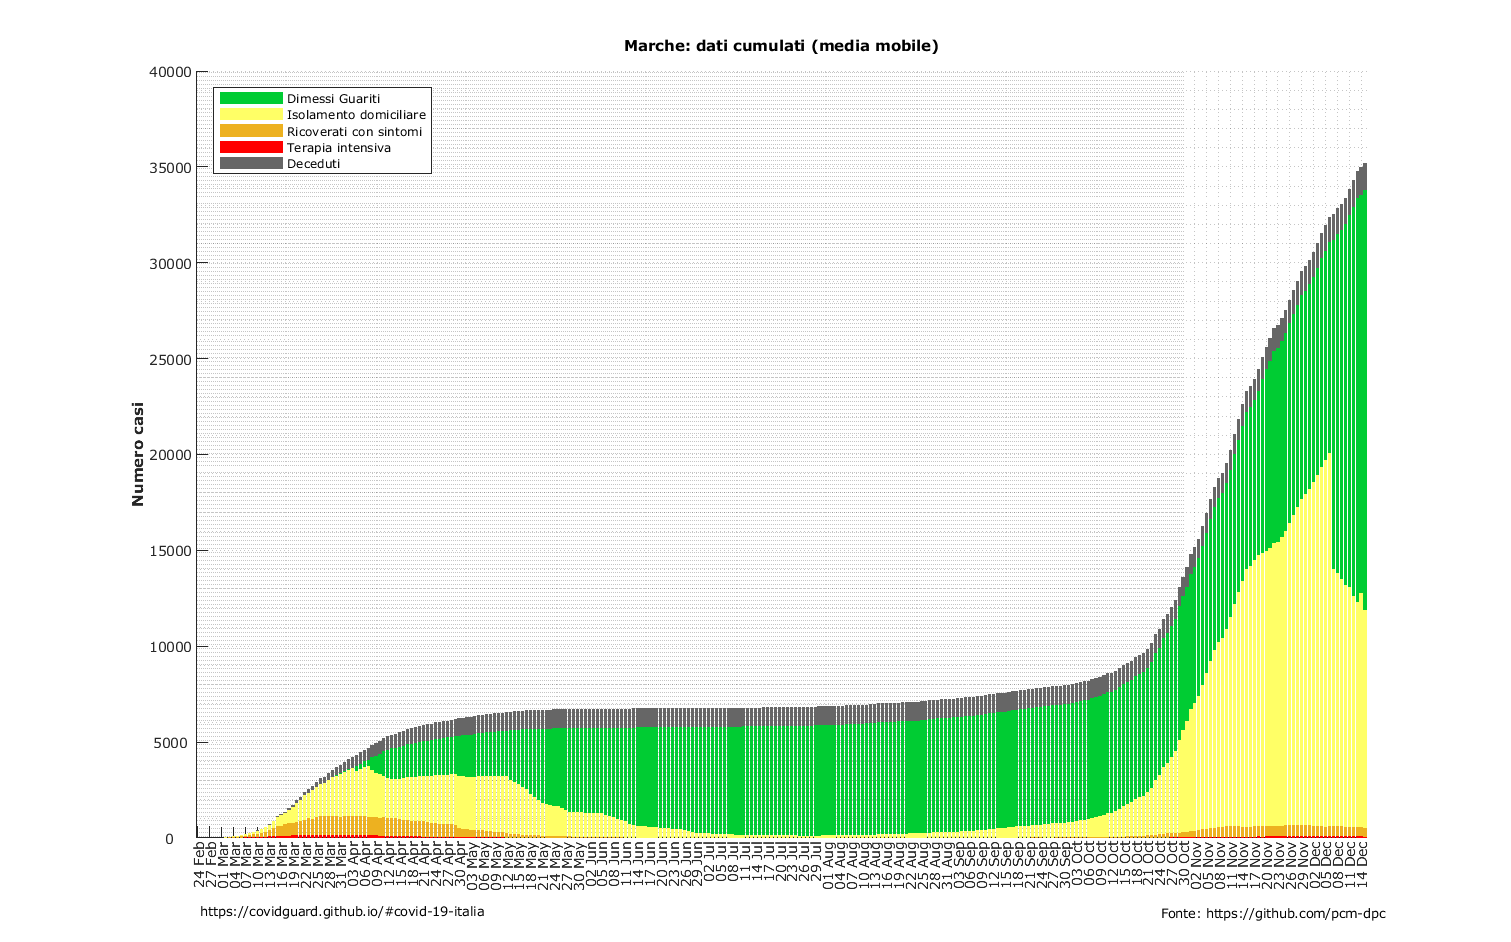 Marche: dati cumulati (media mobile)
40000
35000
30000
25000
20000
15000
10000
5000
0
Numero casi
Dimessi Guariti
Isolamento domiciliare
Ricoverati con sintomi
Terapia intensiva
Deceduti
24 Feb
27 Feb
01 Mar
04 Mar
07 Mar
10 Mar
13 Mar
16 Mar
19 Mar
22 Mar
25 Mar
28 Mar
31 Mar
03 Apr
06 Apr
09 Apr
12 Apr
15 Apr
18 Apr
21 Apr
24 Apr
27 Apr
30 Apr
03 May
06 May
09 May
12 May
15 May
18 May
21 May
24 May
27 May
30 May
02 Jun
05 Jun
08 Jun
11 Jun
14 Jun
17 Jun
20 Jun
23 Jun
26 Jun
29 Jun
02 Jul
05 Jul
08 Jul
11 Jul
14 Jul
17 Jul
20 Jul
23 Jul
26 Jul
29 Jul
01 Aug
04 Aug
07 Aug
10 Aug
13 Aug
16 Aug
19 Aug
22 Aug
25 Aug
28 Aug
31 Aug
03 Sep
06 Sep
09 Sep
12 Sep
15 Sep
18 Sep
21 Sep
24 Sep
27 Sep
30 Sep
03 Oct
06 Oct
09 Oct
12 Oct
15 Oct
18 Oct
21 Oct
24 Oct
27 Oct
30 Oct
02 Nov
05 Nov
08 Nov
11 Nov
14 Nov
17 Nov
20 Nov
23 Nov
26 Nov
29 Nov
02 Dec
05 Dec
08 Dec
11 Dec
14 Dec
https://covidguard.github.io/#covid-19-italia
Fonte: https://github.com/pcm-dpc